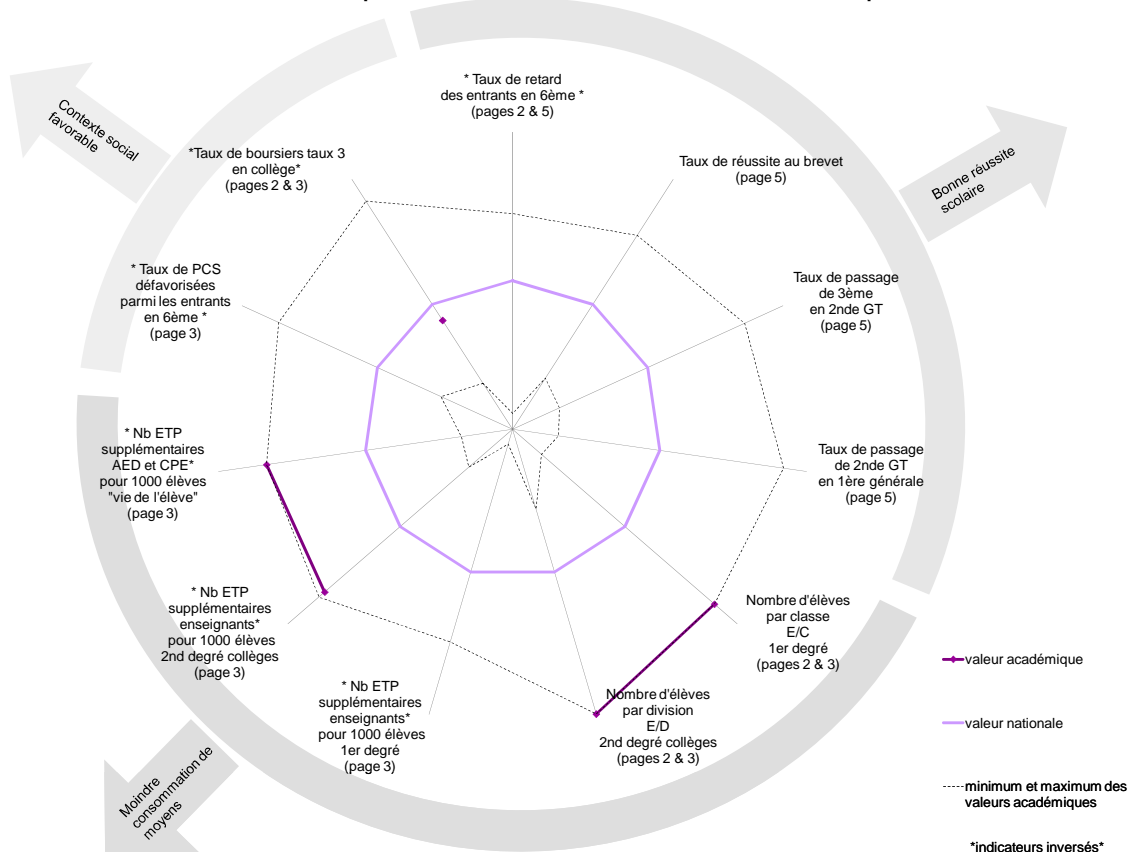 * Taux de retard
des entrants en 6ème *
(pages 2 & 5)
Taux de réussite au brevet
(page 5)
Taux de passage
de 3ème
en 2nde GT
(page 5)
Taux de passage
de 2nde GT
en 1ère générale
(page 5)
Nombre d'élèves
par classe
E/C
1er degré
(pages 2 & 3)
Nombre d'élèves
par division
E/D
2nd degré collèges
(pages 2 & 3)
* Nb ETP
supplémentaires
enseignants*
pour 1000 élèves
1er degré
(page 3)
* Nb ETP
supplémentaires
enseignants*
pour 1000 élèves
2nd degré collèges
(page 3)
* Nb ETP
supplémentaires
AED et CPE*
pour 1000 élèves
"vie de l'élève"
(page 3)
* Taux de PCS
défavorisées
parmi les entrants
en 6ème *
(page 3)
*Taux de boursiers taux 3
en collège*
(pages 2 & 3)
Contexte social
favorable
Bonne réussite
scolaire
Moindre
consommation de
moyens
valeur académique
valeur nationale
minimum et maximum des
valeurs académiques
*indicateurs inversés*